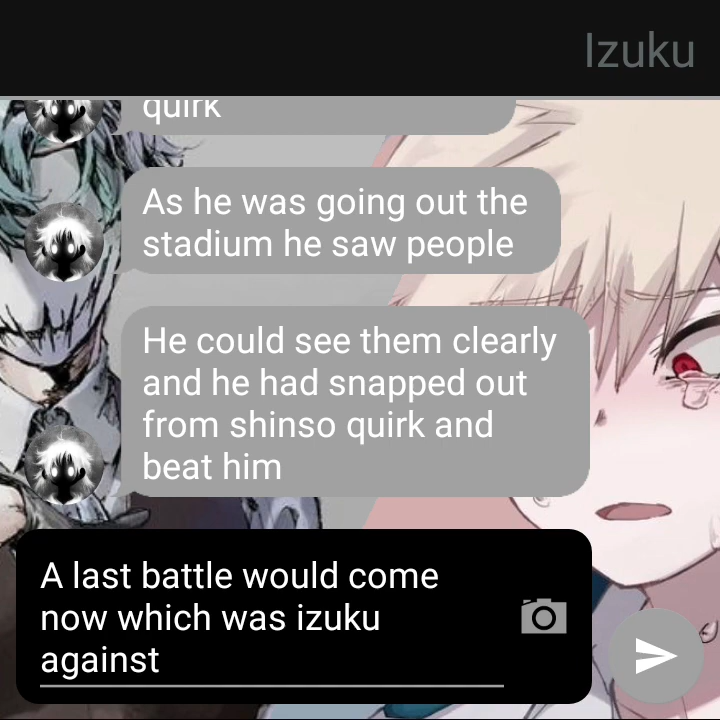 Izuku
quirk
As he was going out the
stadium he saw people
He could see them clearly
and he had snapped out
from shinso quirk and
beat him
A last battle would come
now which was izuku
against